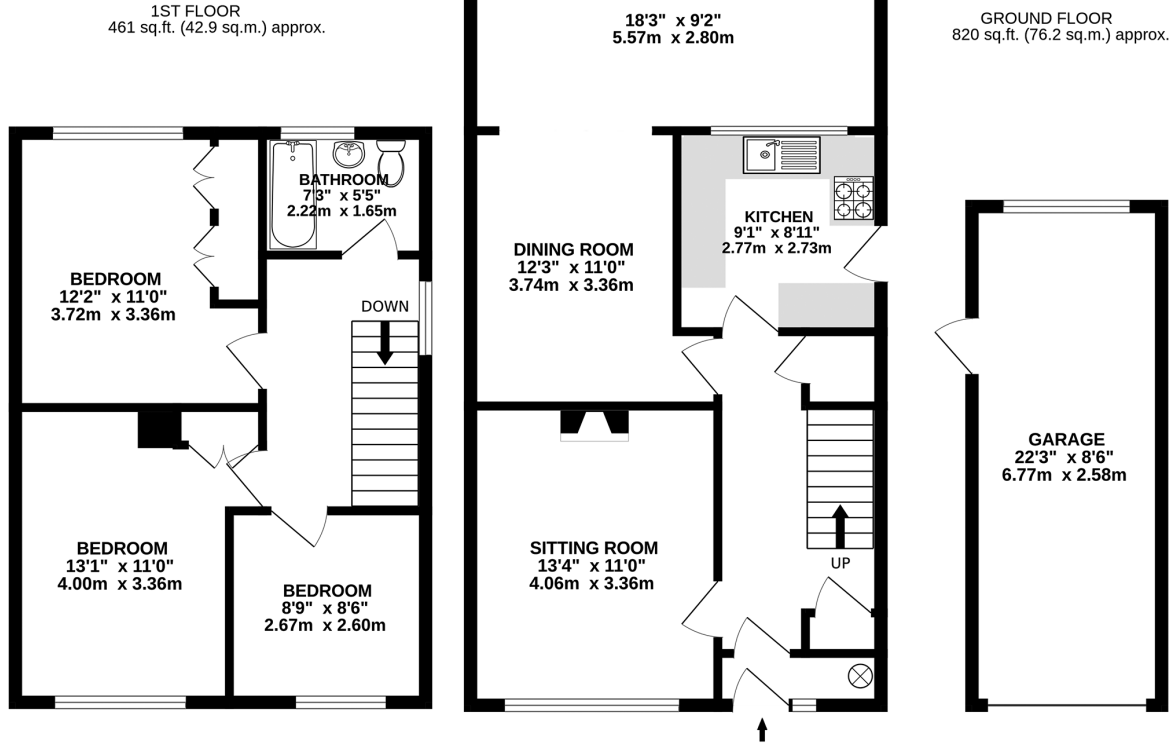 1ST FLOOR
461 sq.ft. (42.9 sq.m.) approx.
18'3" x 9'2"
5.57m x 2.80m
GROUND FLOOR
820 sq.ft. (76.2 sq.m.) approx.
BATHROOM
7'3" x 5'5"
2.22m x 1.65m
BEDROOM
12'2" x 11'0"
3.72m x 3.36m
DOWN
DINING ROOM
12'3" x 11'0"
3.74m x 3.36m
KITCHEN
9'1" x 8'11"
2.77m x 2.73m
GARAGE
22'3" x 8'6"
6.77m x 2.58m
BEDROOM
13'1" x 11'0"
4.00m x 3.36m
BEDROOM
8'9" x 8'6"
2.67m x 2.60m
SITTING ROOM
13'4" x 11'0"
4.06m x 3.36m
UP